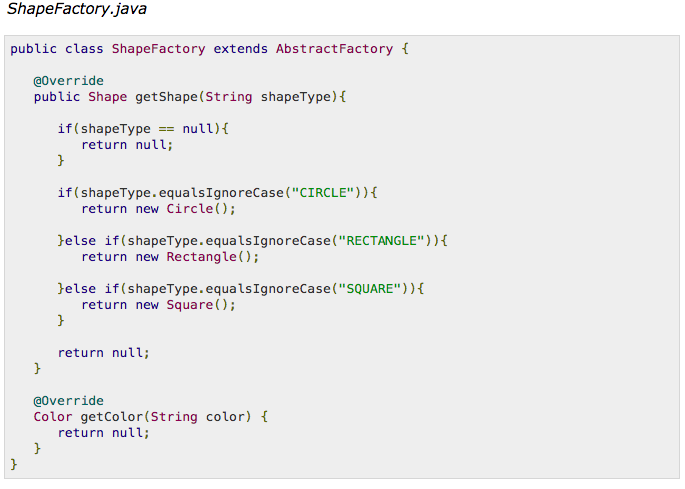 ShapeFactory.java
public class ShapeFactory extends AbstractFactory {
@Override
public Shape getShape(String shapeType){
if(shapeType == null){
return null;
}
if(shapeType.equalsIgnoreCase("CIRCLE")){
return new Circle();
}else if(shapeType.equalsIgnoreCase("RECTANGLE")){
return new Rectangle();
}else if(shapeType.equalsIgnoreCase("SQUARE")){
return new Square();
}
return null;
}
@Override
Color getColor(String color) {
return null;
}
}